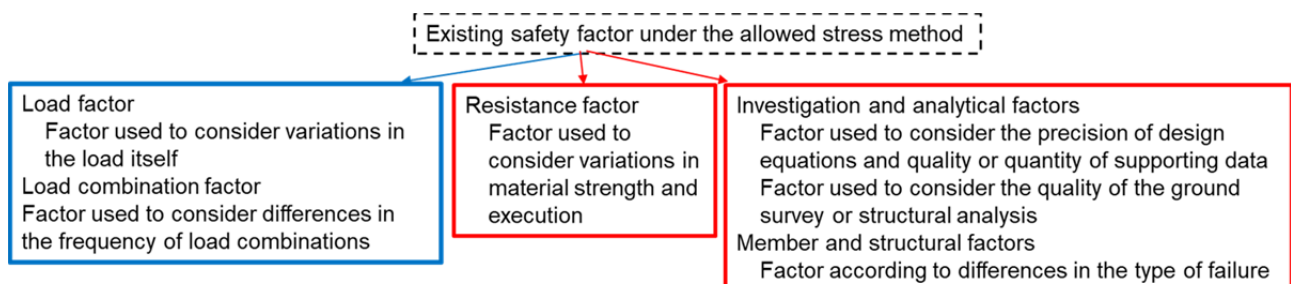 Existing safety factor under the allowed stress method
Load factor
Factor used to consider variations in
the load itself
Load combination factor
Factor used to consider differences in
the frequency of load combinations
Resistance factor
Factor used to
consider variations in
material strength and
execution
Investigation and analytical factors
Factor used to consider the precision of design
equations and quality or quantity of supporting data
Factor used to consider the quality of the ground
survey or structural analysis
Member and structural factors
Factor according to differences in the type of failure